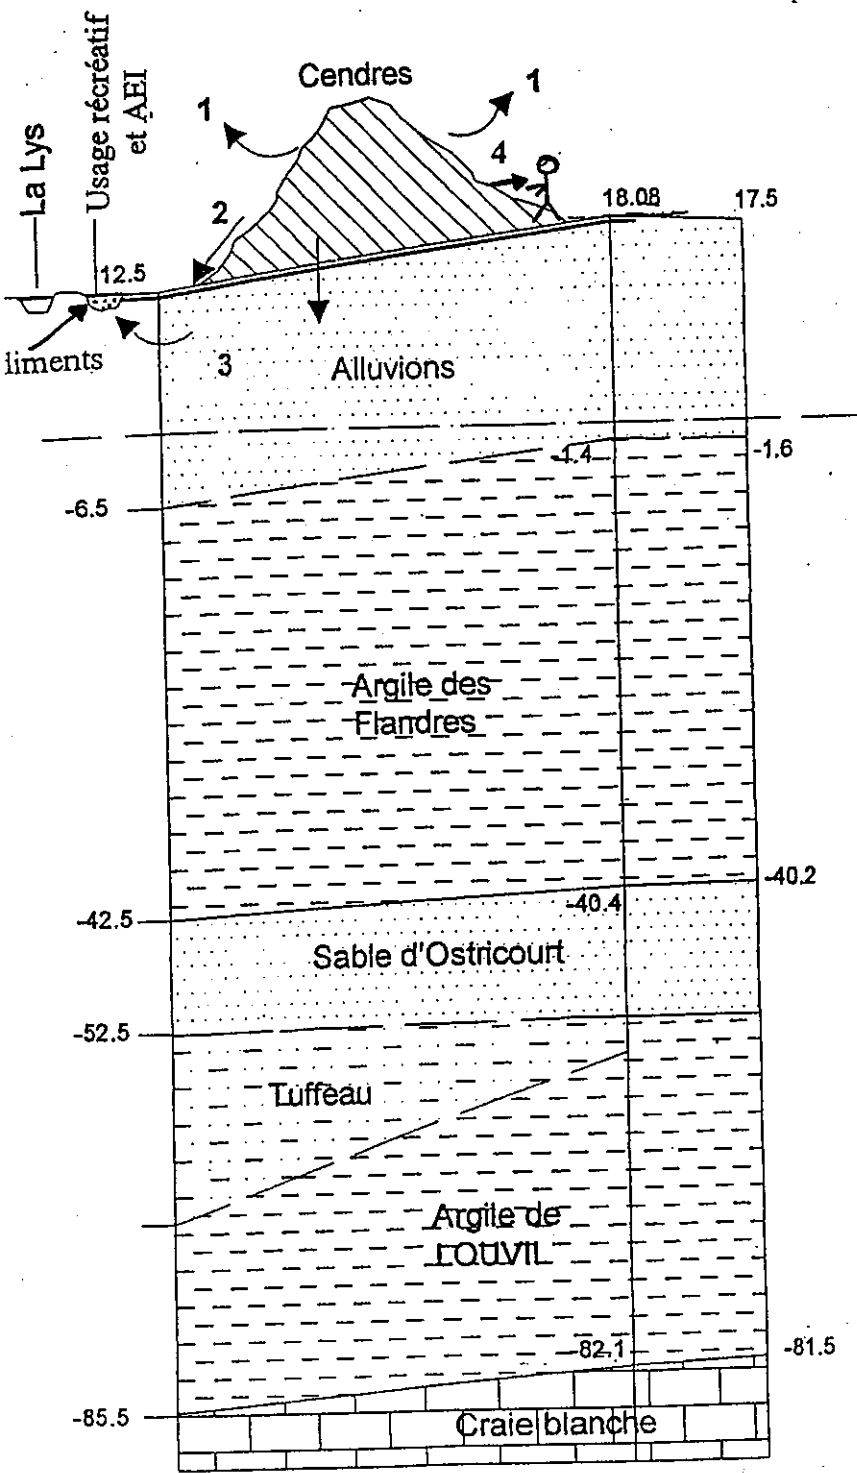 La Lys
Usage récréatif
et AEI
Cendres
1
1
4
2
18.08
17.5
12.5
liments
3
Alluvions
-1.4
-1.6
-6.5
Argile des
Flandres
-40.2
-40.4
-42.5
Sable d'Ostricourt
-52.5
Tuffeau
Argile de
LOUVIL
-82.1
-81.5
-85.5
Craie blanche